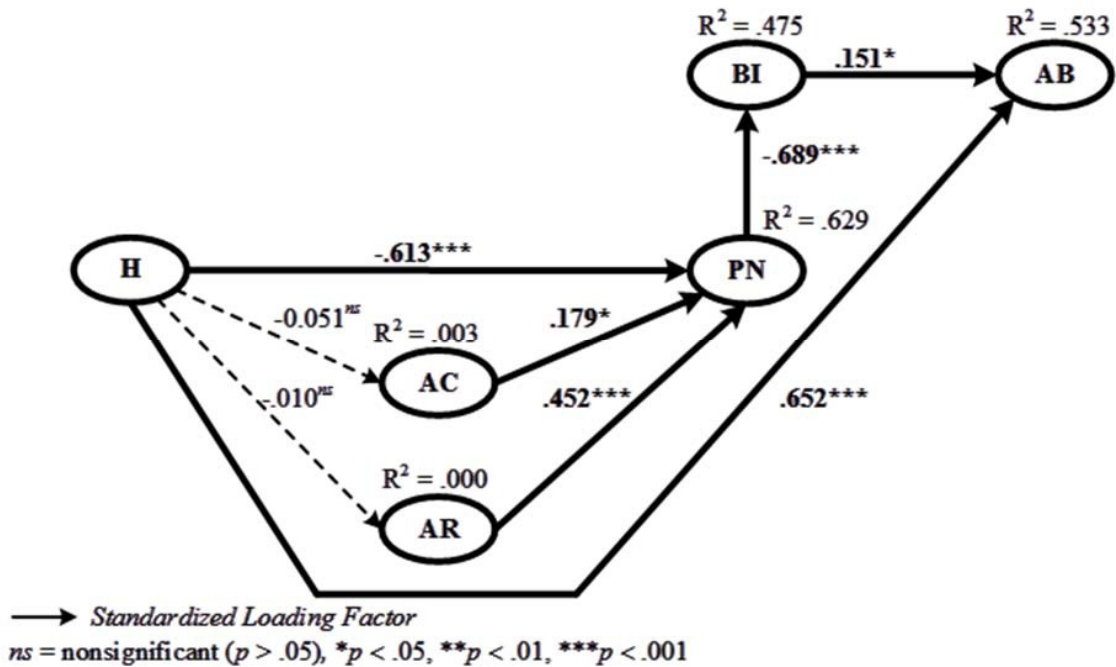 R² = .475
R² = .533
BI
.151*
AB
-.689***
R² = .629
H
-.613***
PN
-0.051ⁿˢ
R² = .003
.179*
AC
-.010ⁿˢ
.452***
.652***
R² = .000
AR
Standardized Loading Factor
ns = nonsignificant (p > .05), *p < .05, **p < .01, ***p < .001